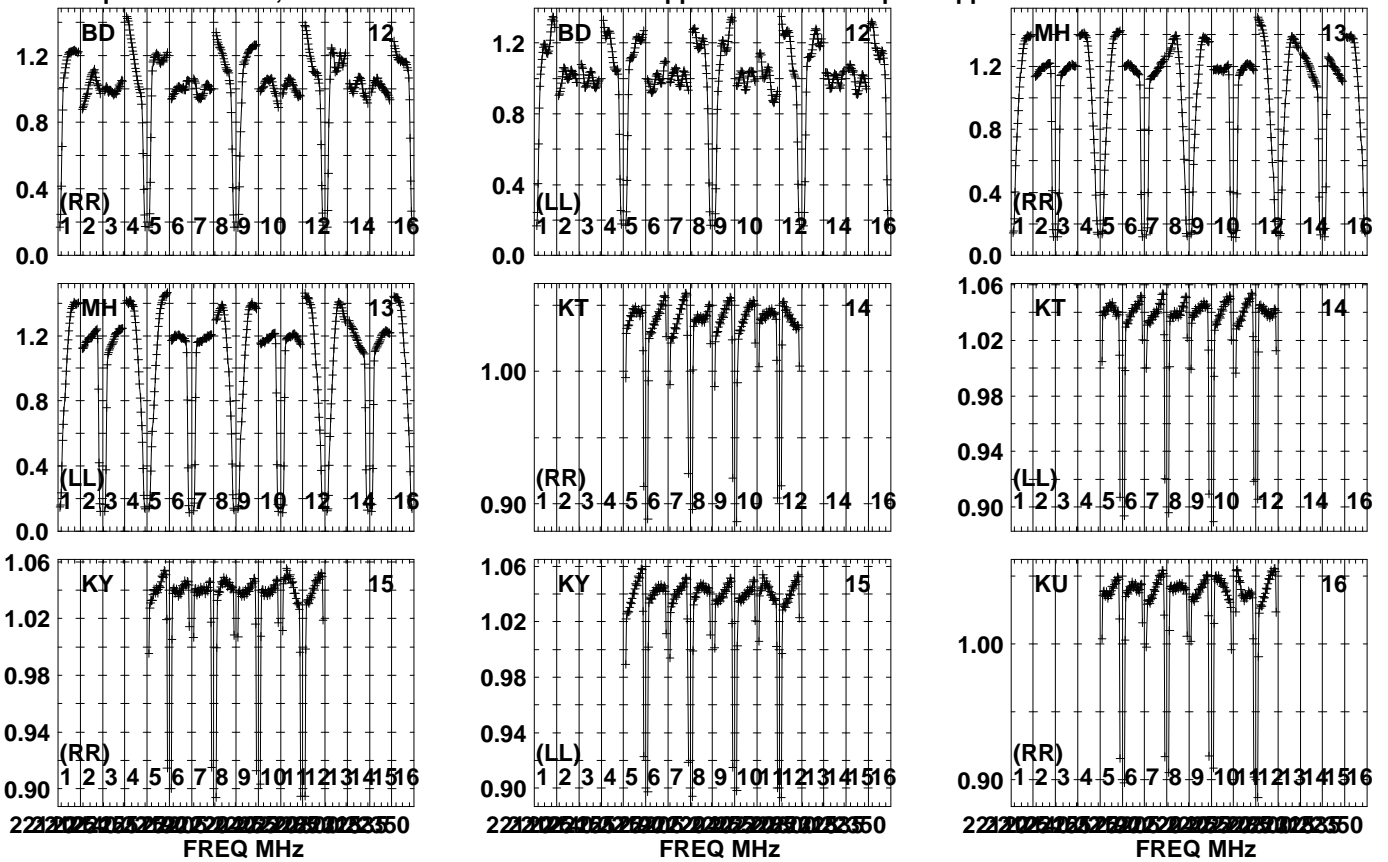 BD 12
1.2
0.8
0.4
0.0
(RR)
1 2 3 4 5 6 7 8 9 10 12 14 16
BD 12
1.2
0.8
0.4
0.0
(LL)
1 2 3 4 5 6 7 8 9 10 12 14 16
MH 13
1.6
1.2
0.8
0.4
0.0
(RR)
1 2 3 4 5 6 7 8 9 10 12 14 16
MH 13
1.2
0.8
0.4
0.0
(LL)
1 2 3 4 5 6 7 8 9 10 12 14 16
KT 14
1.00
0.90
(RR)
1 2 3 4 5 6 7 8 9 10 12 14 16
KT 14
1.06
1.02
0.98
0.94
0.90
(LL)
1 2 3 4 5 6 7 8 9 10 12 14 16
KY 15
1.06
1.02
0.98
0.94
0.90
(RR)
1 2 3 4 5 6 7 8 9 10 11 12 13 14 15 16
FREQ MHz
KY 15
1.06
1.02
0.98
0.94
0.90
(LL)
1 2 3 4 5 6 7 8 9 10 11 12 13 14 15 16
FREQ MHz
KU 16
1.00
0.90
(RR)
1 2 3 4 5 6 7 8 9 10 11 12 13 14 15 16
FREQ MHz